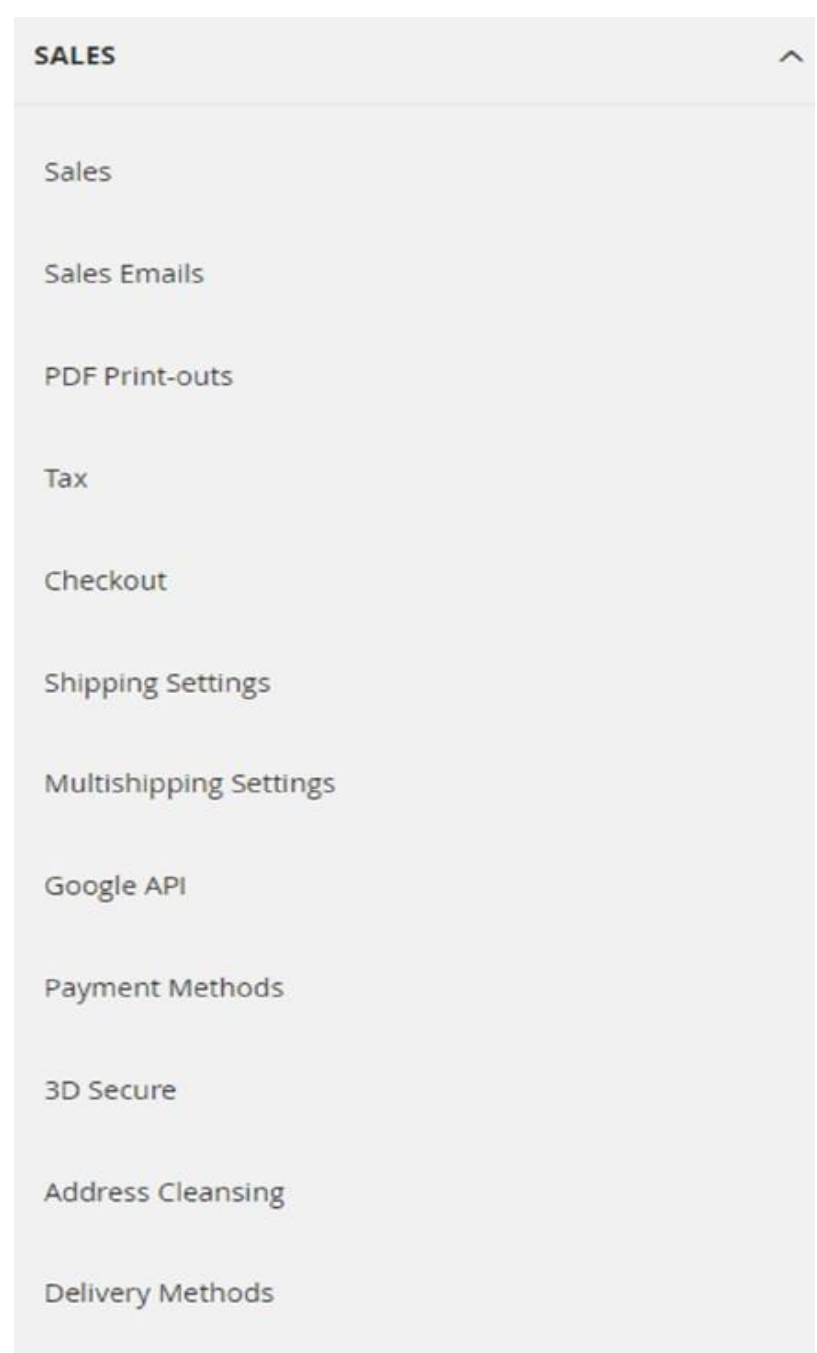 SALES
Sales
Sales Emails
PDF Print-outs
Tax
Checkout
Shipping Settings
Multishipping Settings
Google API
Payment Methods
3D Secure
Address Cleansing
Delivery Methods